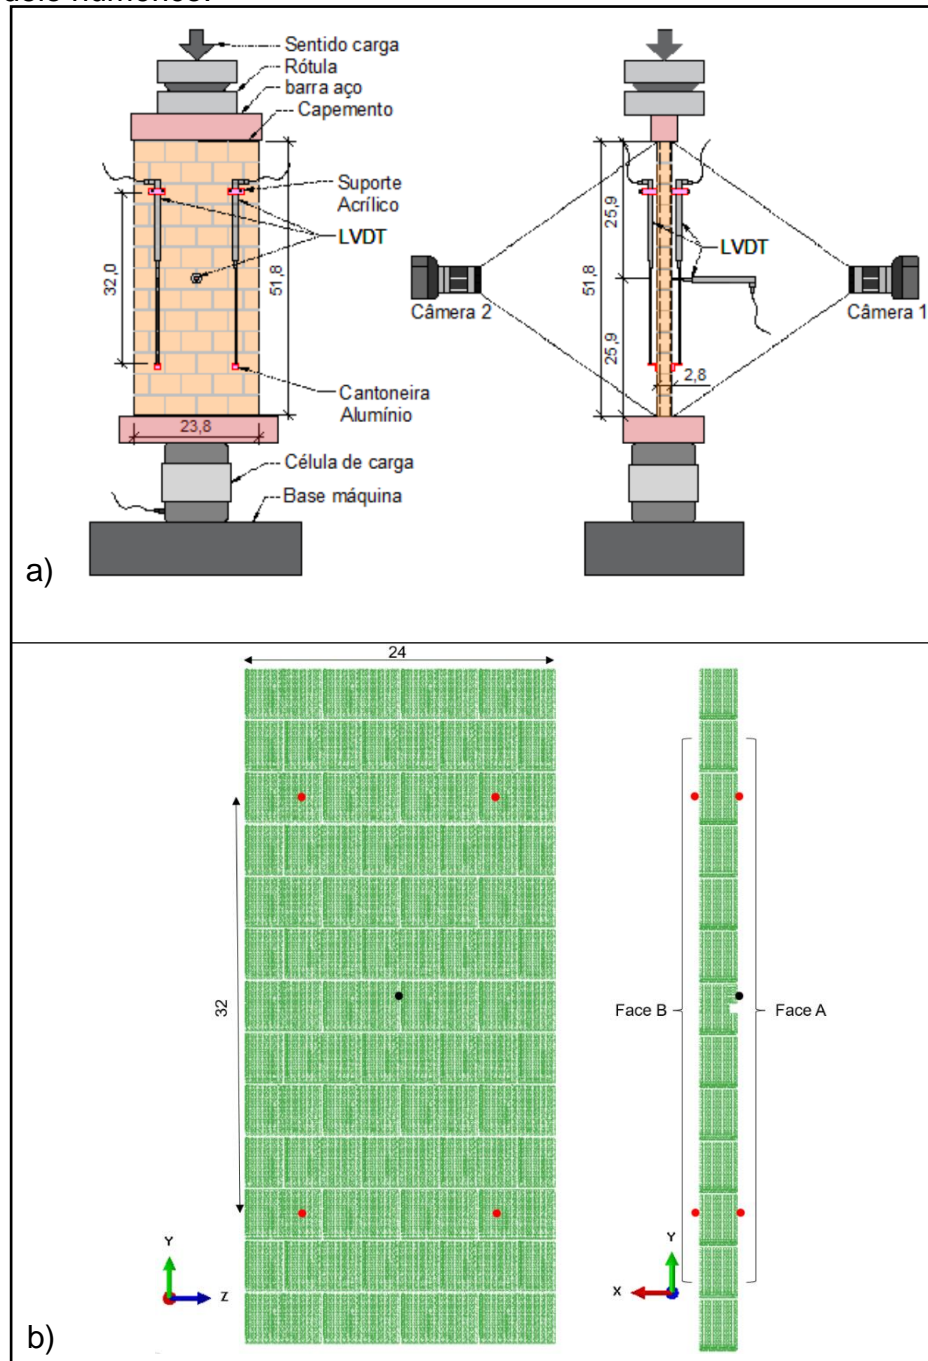 Sentido carga
Rótula
barra aço
Capemento
Suporte
Acrílico
LVDT
32,0
51,8
Cantoneira
Alumínio
23,8
Célula de carga
Base máquina
25,9
51,8
25,9
LVDT
Câmera 2
Câmera 1
2,8
a)
24
32
Face B
Face A
Y
Z
Y
X
b)